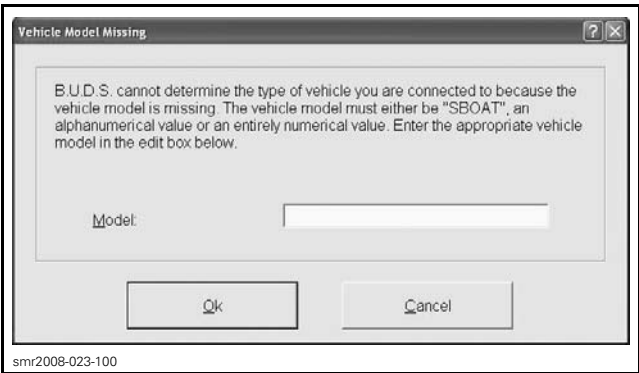 Vehicle Model Missing
B.U.D.S. cannot determine the type of vehicle you are connected to because the
vehicle model is missing. The vehicle model must either be "SBOAT", an
alphanumerical value or an entirely numerical value. Enter the appropriate vehicle
model in the edit box below.
Model:
Ok
Cancel
smr2008-023-100